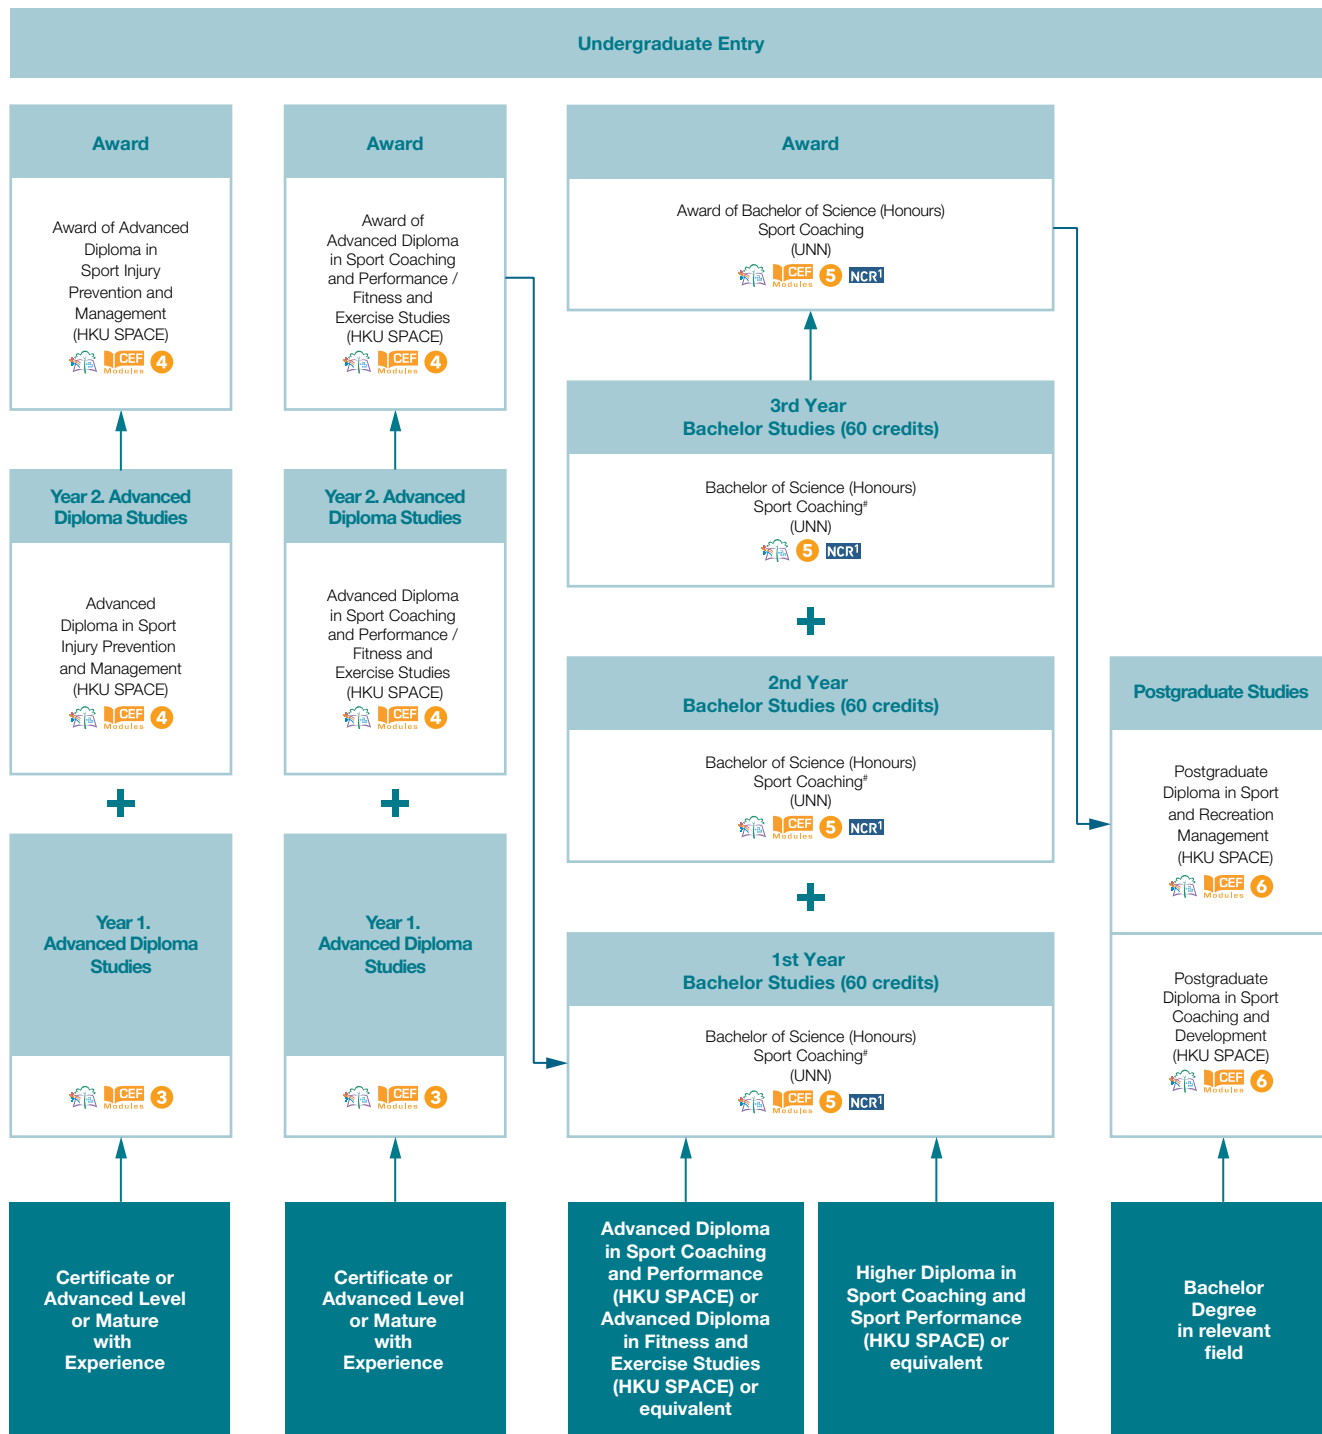 Undergraduate Entry
Award
Award of Advanced
Diploma in
Sport Injury
Prevention and
Management
(HKU SPACE)
CEF
Modules
4
Year 2. Advanced
Diploma Studies
Advanced
Diploma in Sport
Injury Prevention
and Management
(HKU SPACE)
CEF
Modules
4
+
Year 1.
Advanced Diploma
Studies
CEF
Modules
3
Certificate or
Advanced Level
or Mature
with
Experience
Award
Award of
Advanced Diploma
in Sport Coaching
and Performance /
Fitness and
Exercise Studies
(HKU SPACE)
CEF
Modules
4
Year 2. Advanced
Diploma Studies
Advanced Diploma
in Sport Coaching
and Performance /
Fitness and
Exercise Studies
(HKU SPACE)
CEF
Modules
4
+
Year 1.
Advanced Diploma
Studies
CEF
Modules
3
Certificate or
Advanced Level
or Mature
with
Experience
Award
Award of Bachelor of Science (Honours)
Sport Coaching
(UNN)
CEF
Modules
5 NCR¹
3rd Year
Bachelor Studies (60 credits)
Bachelor of Science (Honours)
Sport Coaching#
(UNN)
5 NCR¹
+
2nd Year
Bachelor Studies (60 credits)
Bachelor of Science (Honours)
Sport Coaching#
(UNN)
CEF
Modules
5 NCR¹
+
1st Year
Bachelor Studies (60 credits)
Bachelor of Science (Honours)
Sport Coaching#
(UNN)
CEF
Modules
5 NCR¹
Advanced Diploma
in Sport Coaching
and Performance
(HKU SPACE) or
Advanced Diploma
in Fitness and
Exercise Studies
(HKU SPACE) or
equivalent
Higher Diploma in
Sport Coaching and
Sport Performance
(HKU SPACE) or
equivalent
Postgraduate Studies
Postgraduate
Diploma in Sport
and Recreation
Management
(HKU SPACE)
CEF
Modules
6
Postgraduate
Diploma in Sport
Coaching and
Development
(HKU SPACE)
CEF
Modules
6
Bachelor
Degree
in relevant
field